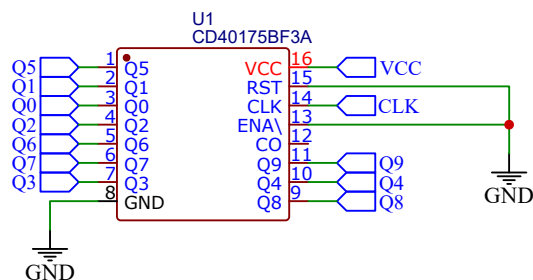 U1
CD40175BF3A
Q5 1 Q5 VCC 16 VCC
Q1 2 Q1 RST 15
Q0 3 Q0 CLK 14 CLK
Q2 4 Q2 ENA\ 13
Q6 5 Q6 CO 12
Q7 6 Q7 Q9 11 Q9
Q3 7 Q3 Q4 10 Q4
8 GND Q8 9 Q8
GND
GND